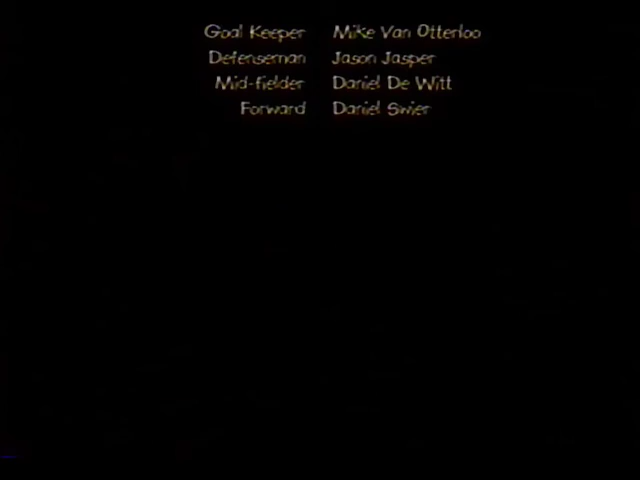 Goal Keeper Mike Van Otterloo
Defenseman Jason Jasper
Mid-fielder Daniel De Witt
Forward Daniel Swier